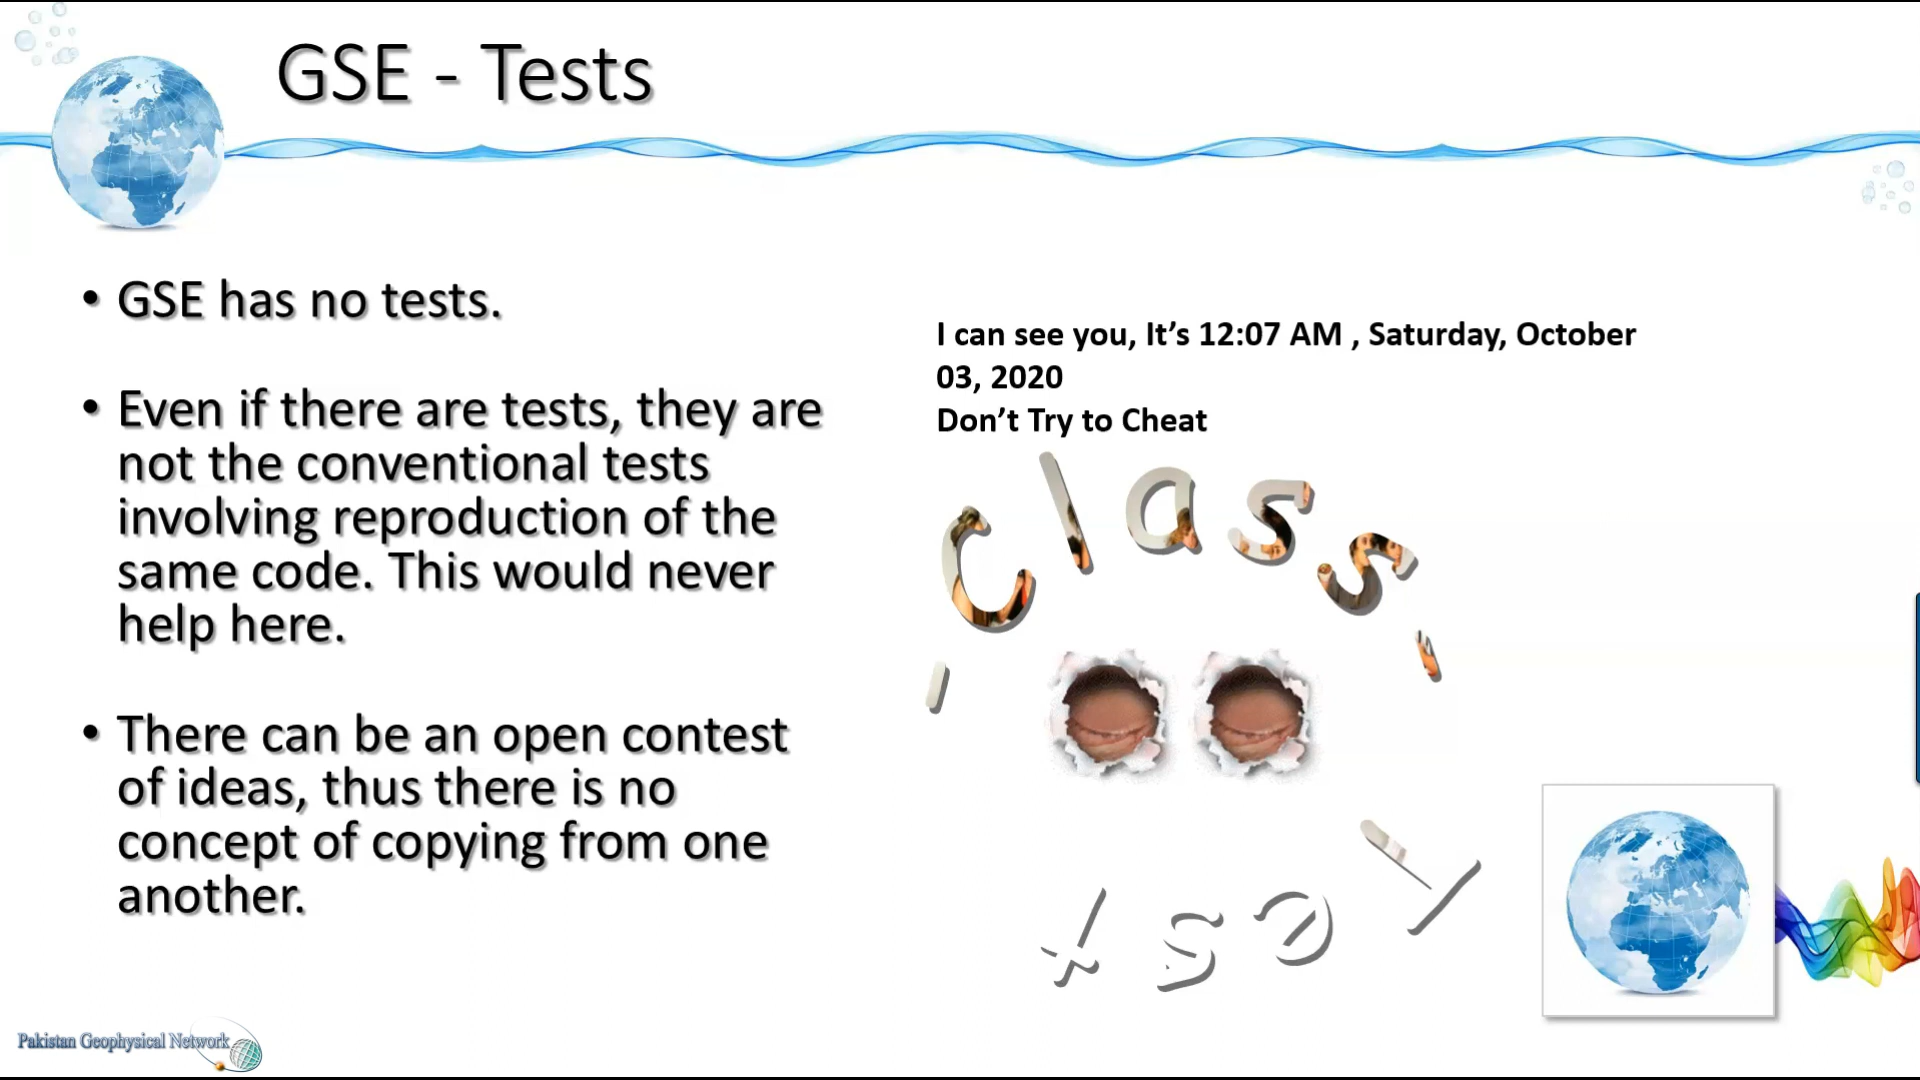 GSE - Tests
• GSE has no tests.
• Even if there are tests, they are
not the conventional tests
involving reproduction of the
same code. This would never
help here.
• There can be an open contest
of ideas, thus there is no
concept of copying from one
another.
I can see you, It’s 12:07 AM , Saturday, October
03, 2020
Don’t Try to Cheat
Class
Test
Pakistan Geophysical Network